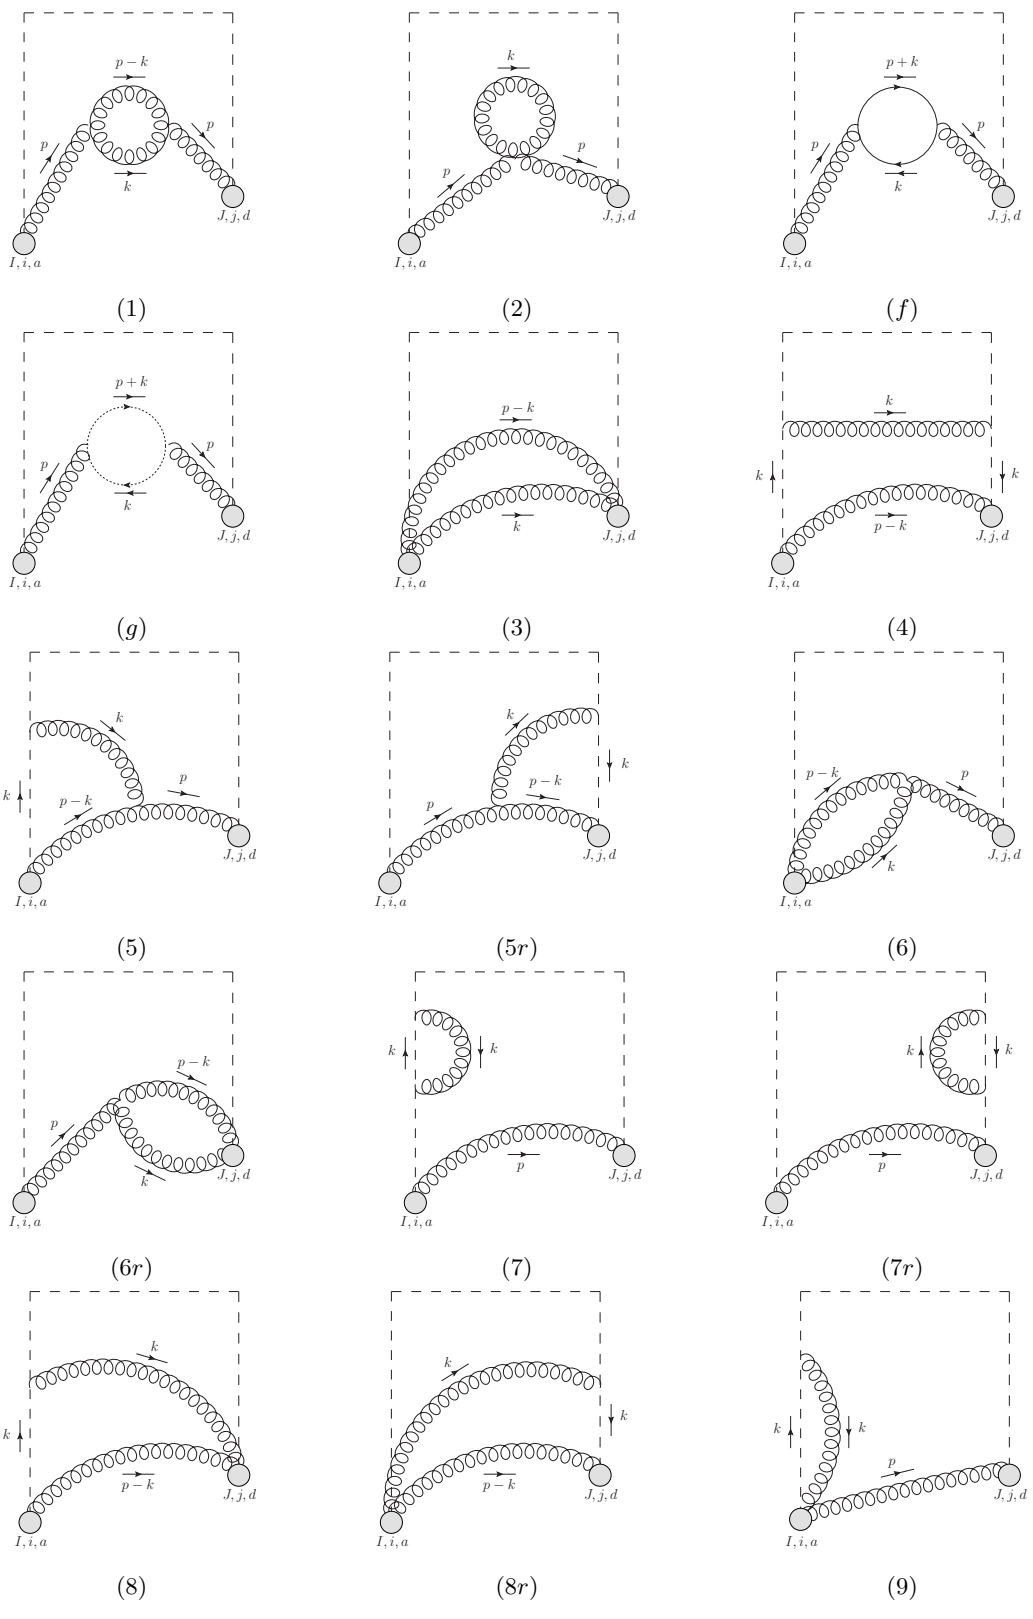 p − k
p
p
k
I, i, a
J, j, d
(1)
k
p
p
I, i, a
J, j, d
(2)
p + k
p
p
k
I, i, a
J, j, d
(f)
p + k
p
p
k
I, i, a
J, j, d
(g)
p − k
k
I, i, a
J, j, d
(3)
k
k
k
p − k
I, i, a
J, j, d
(4)
k
k
p − k
p
I, i, a
J, j, d
(5)
k
k
p
p − k
I, i, a
J, j, d
(5r)
p − k
p
k
I, i, a
J, j, d
(6)
p − k
p
k
I, i, a
J, j, d
(6r)
k
k
p
I, i, a
J, j, d
(7)
k
k
p
I, i, a
J, j, d
(7r)
k
k
p − k
I, i, a
J, j, d
(8)
k
k
p − k
I, i, a
J, j, d
(8r)
k
k
p
I, i, a
J, j, d
(9)